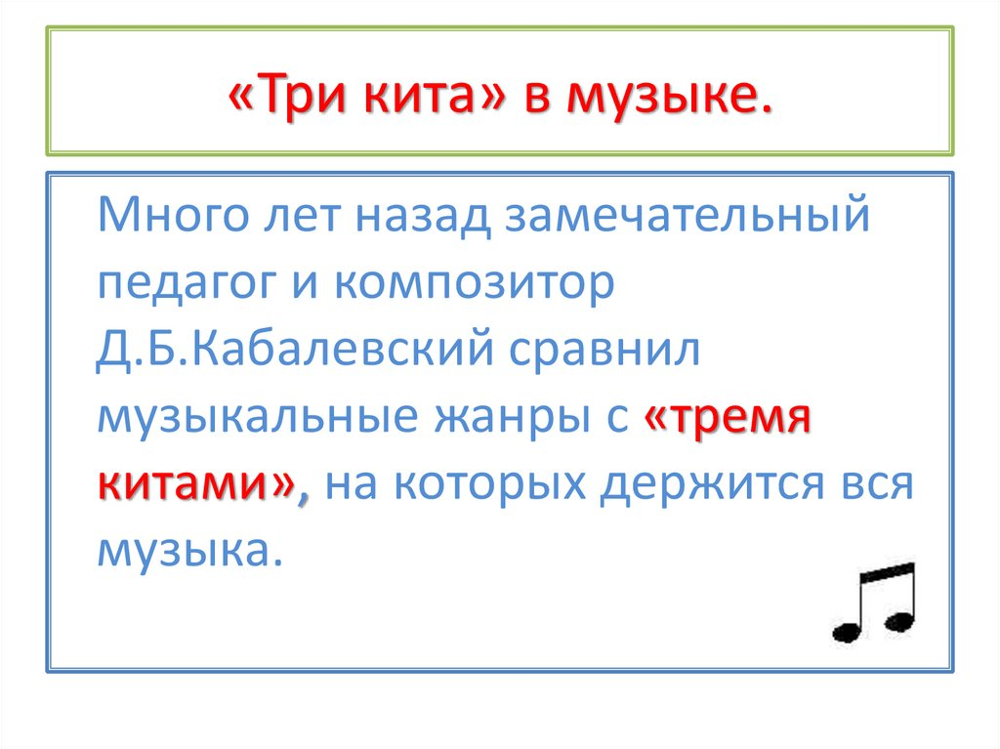 «Три кита» в музыке.
Много лет назад замечательный
педагог и композитор
Д.Б.Кабалевский сравнил
музыкальные жанры с «тремя
китами», на которых держится вся
музыка.